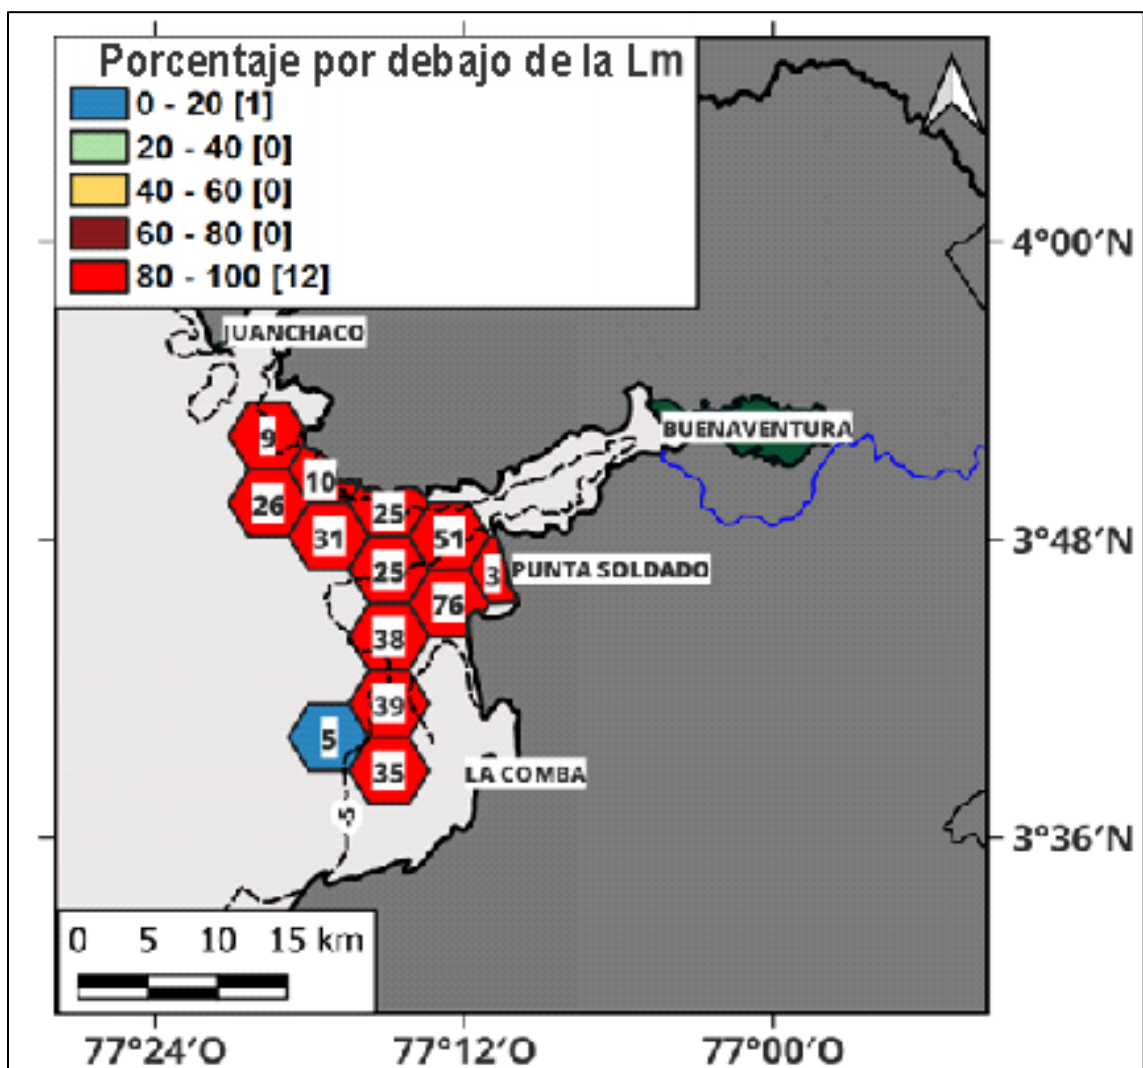 Porcentaje por debajo de la Lm
0 - 20 [1]
20 - 40 [0]
40 - 60 [0]
60 - 80 [0]
80 - 100 [12]
4°00′N
JUANCHACO
BUENAVENTURA
9
10
26
25
31
51
3°48′N
25
3
PUNTA SOLDADO
76
38
39
5
35
LA COMBA
5
3°36′N
0 5 10 15 km
77°24′O 77°12′O 77°00′O